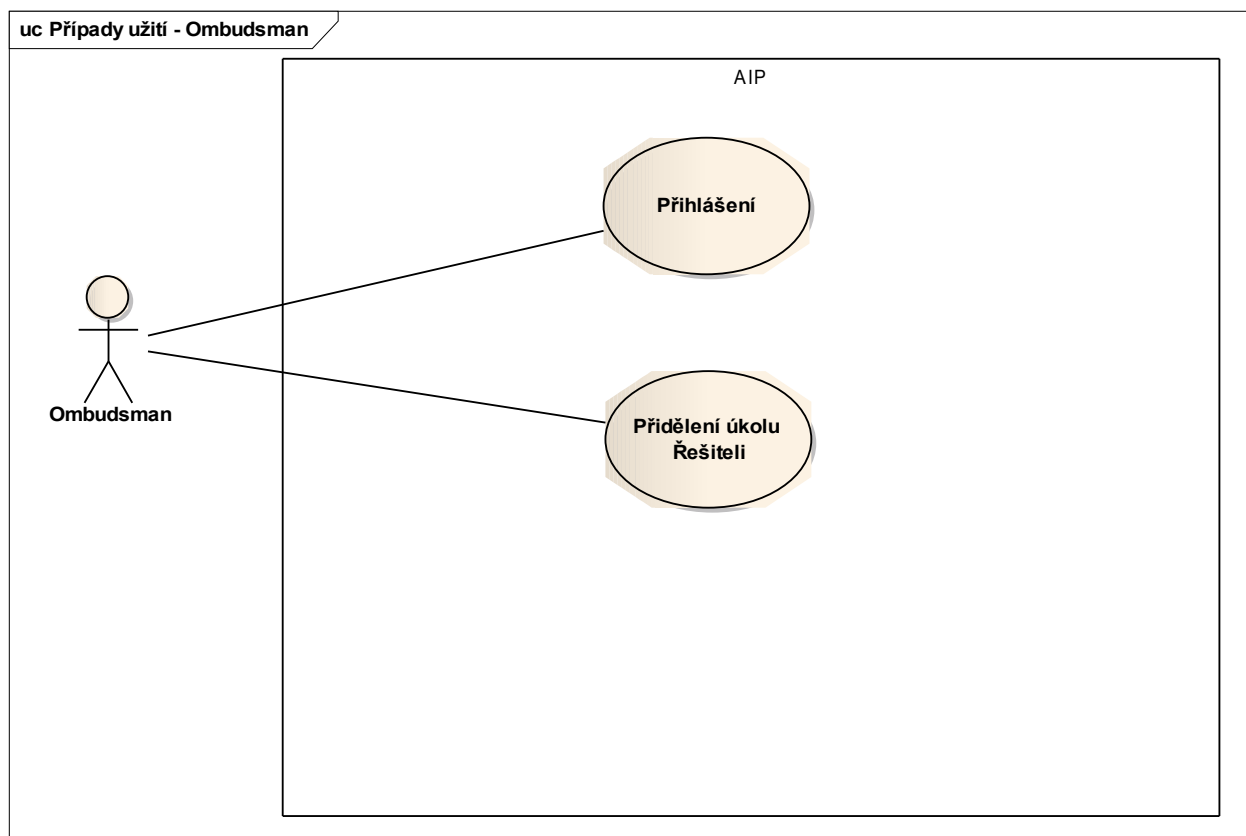 uc Případy užití - Ombudsman
AIP
Přihlášení
Ombudsman
Přidělení úkolu
Řešiteli